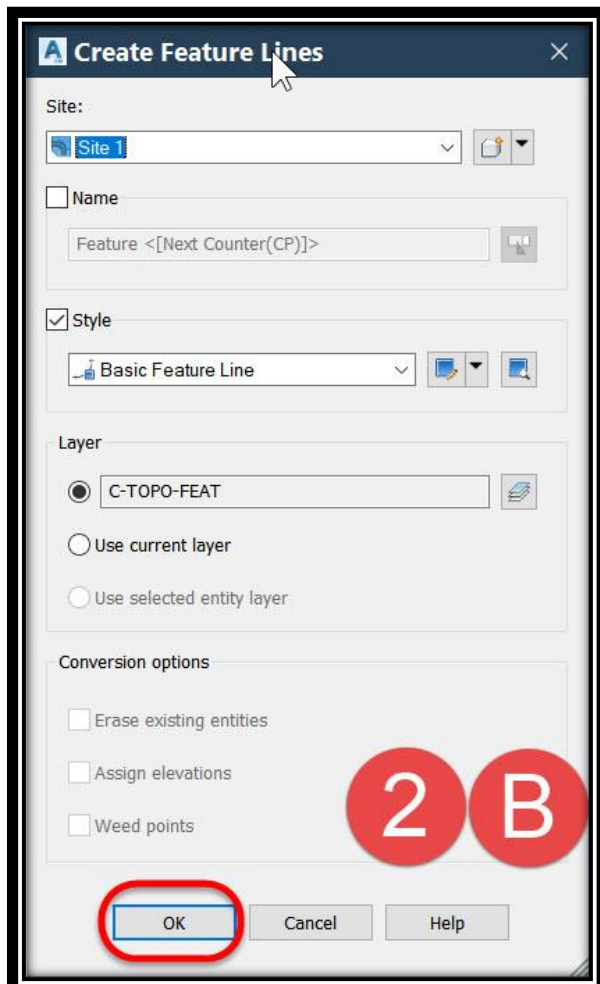 Create Feature Lines
Site:
Site 1
Name
Feature <[Next Counter(CP)]>
Style
Basic Feature Line
Layer
C-TOPO-FEAT
Use current layer
Use selected entity layer
Conversion options
Erase existing entities
Assign elevations
Weed points
2 B
OK Cancel Help